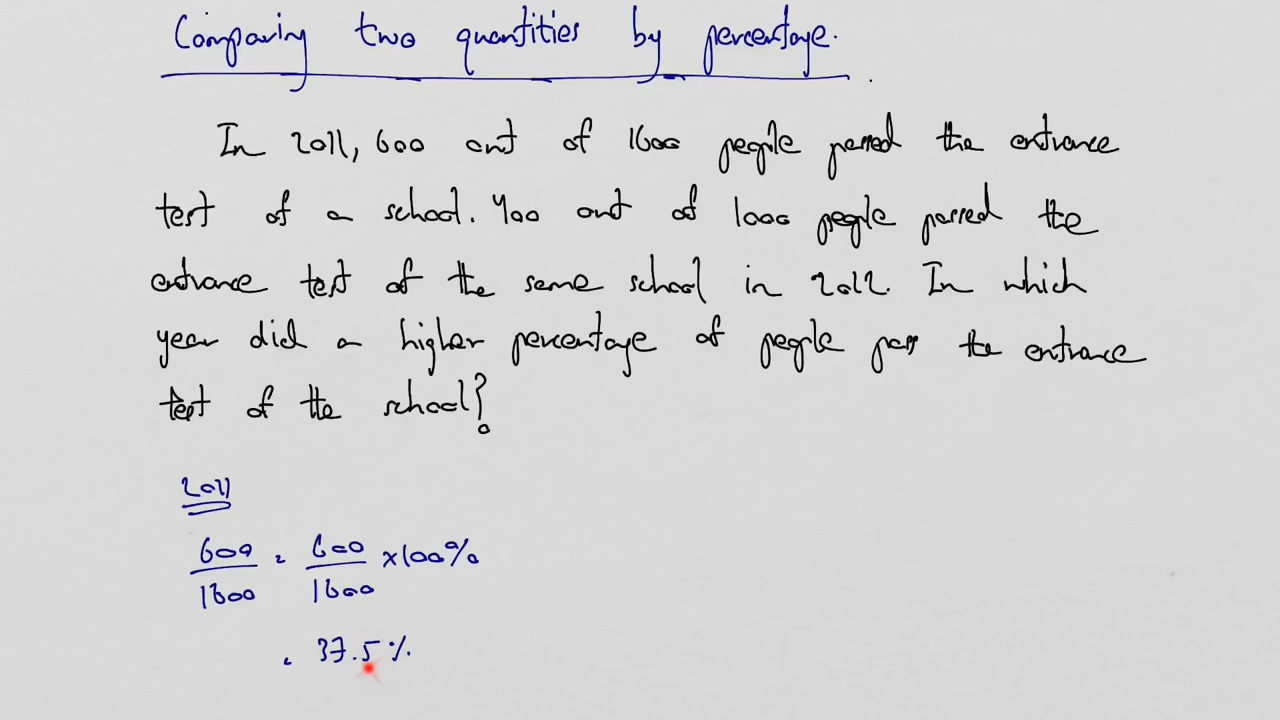 Comparing two quantities by percentage.
In 2011, 600 out of 1600 people passed the entrance
test of a school. 400 out of 1000 people passed the
entrance test of the same school in 2012. In which
year did a higher percentage of people pass the entrance
test of the school?
2011
600/1600 = 600/1600 ×100%
= 37.5%